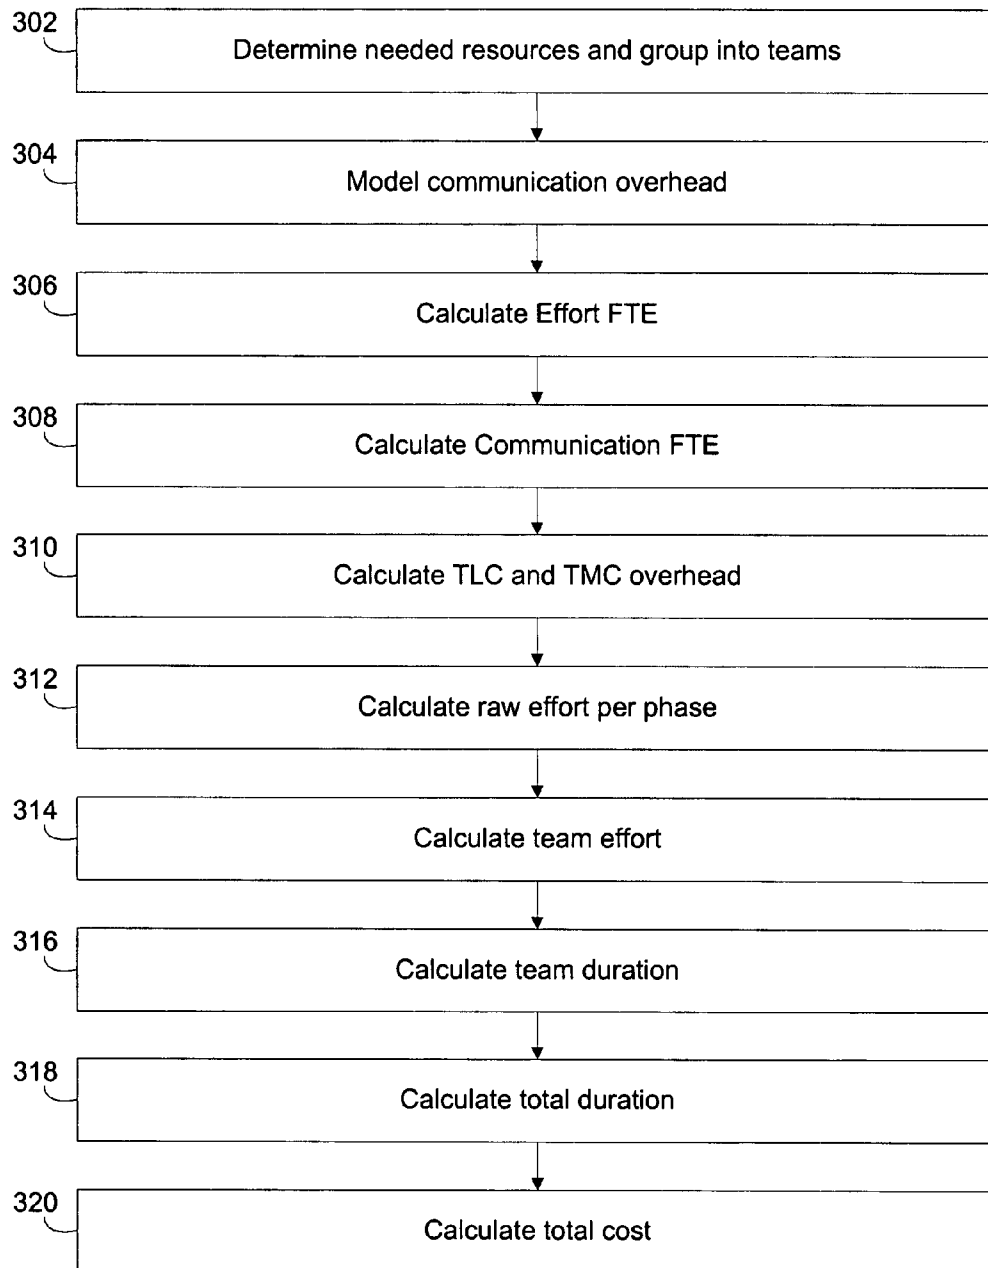 302
Determine needed resources and group into teams
304
Model communication overhead
306
Calculate Effort FTE
308
Calculate Communication FTE
310
Calculate TLC and TMC overhead
312
Calculate raw effort per phase
314
Calculate team effort
316
Calculate team duration
318
Calculate total duration
320
Calculate total cost